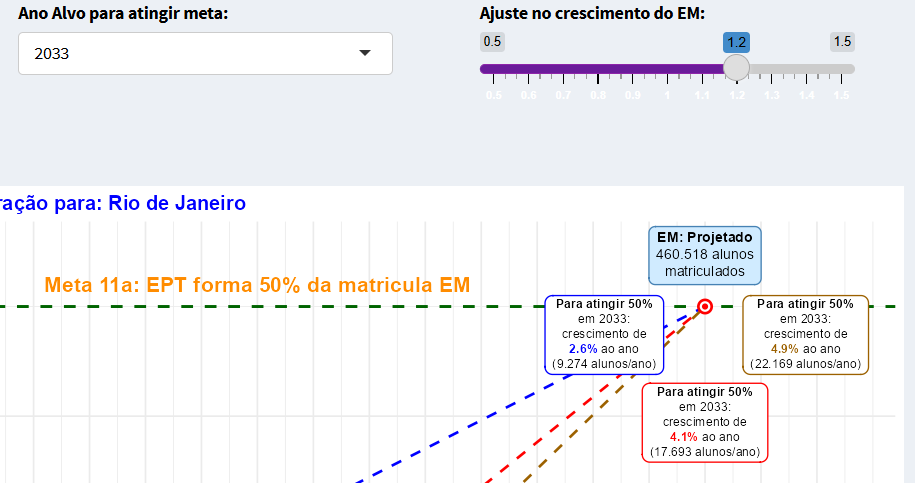 Ano Alvo para atingir meta:
Ajuste no crescimento do EM:
2033
0.5
1.2
1.5
0.5 0.6 0.7 0.8 0.9 1 1.1 1.2 1.3 1.4 1.5
ração para: Rio de Janeiro
EM: Projetado
460.518 alunos
matriculados
Meta 11a: EPT forma 50% da matricula EM
Para atingir 50%
em 2033:
crescimento de
2.6% ao ano
(9.274 alunos/ano)
Para atingir 50%
em 2033:
crescimento de
4.9% ao ano
(22.169 alunos/ano)
Para atingir 50%
em 2033:
crescimento de
4.1% ao ano
(17.693 alunos/ano)